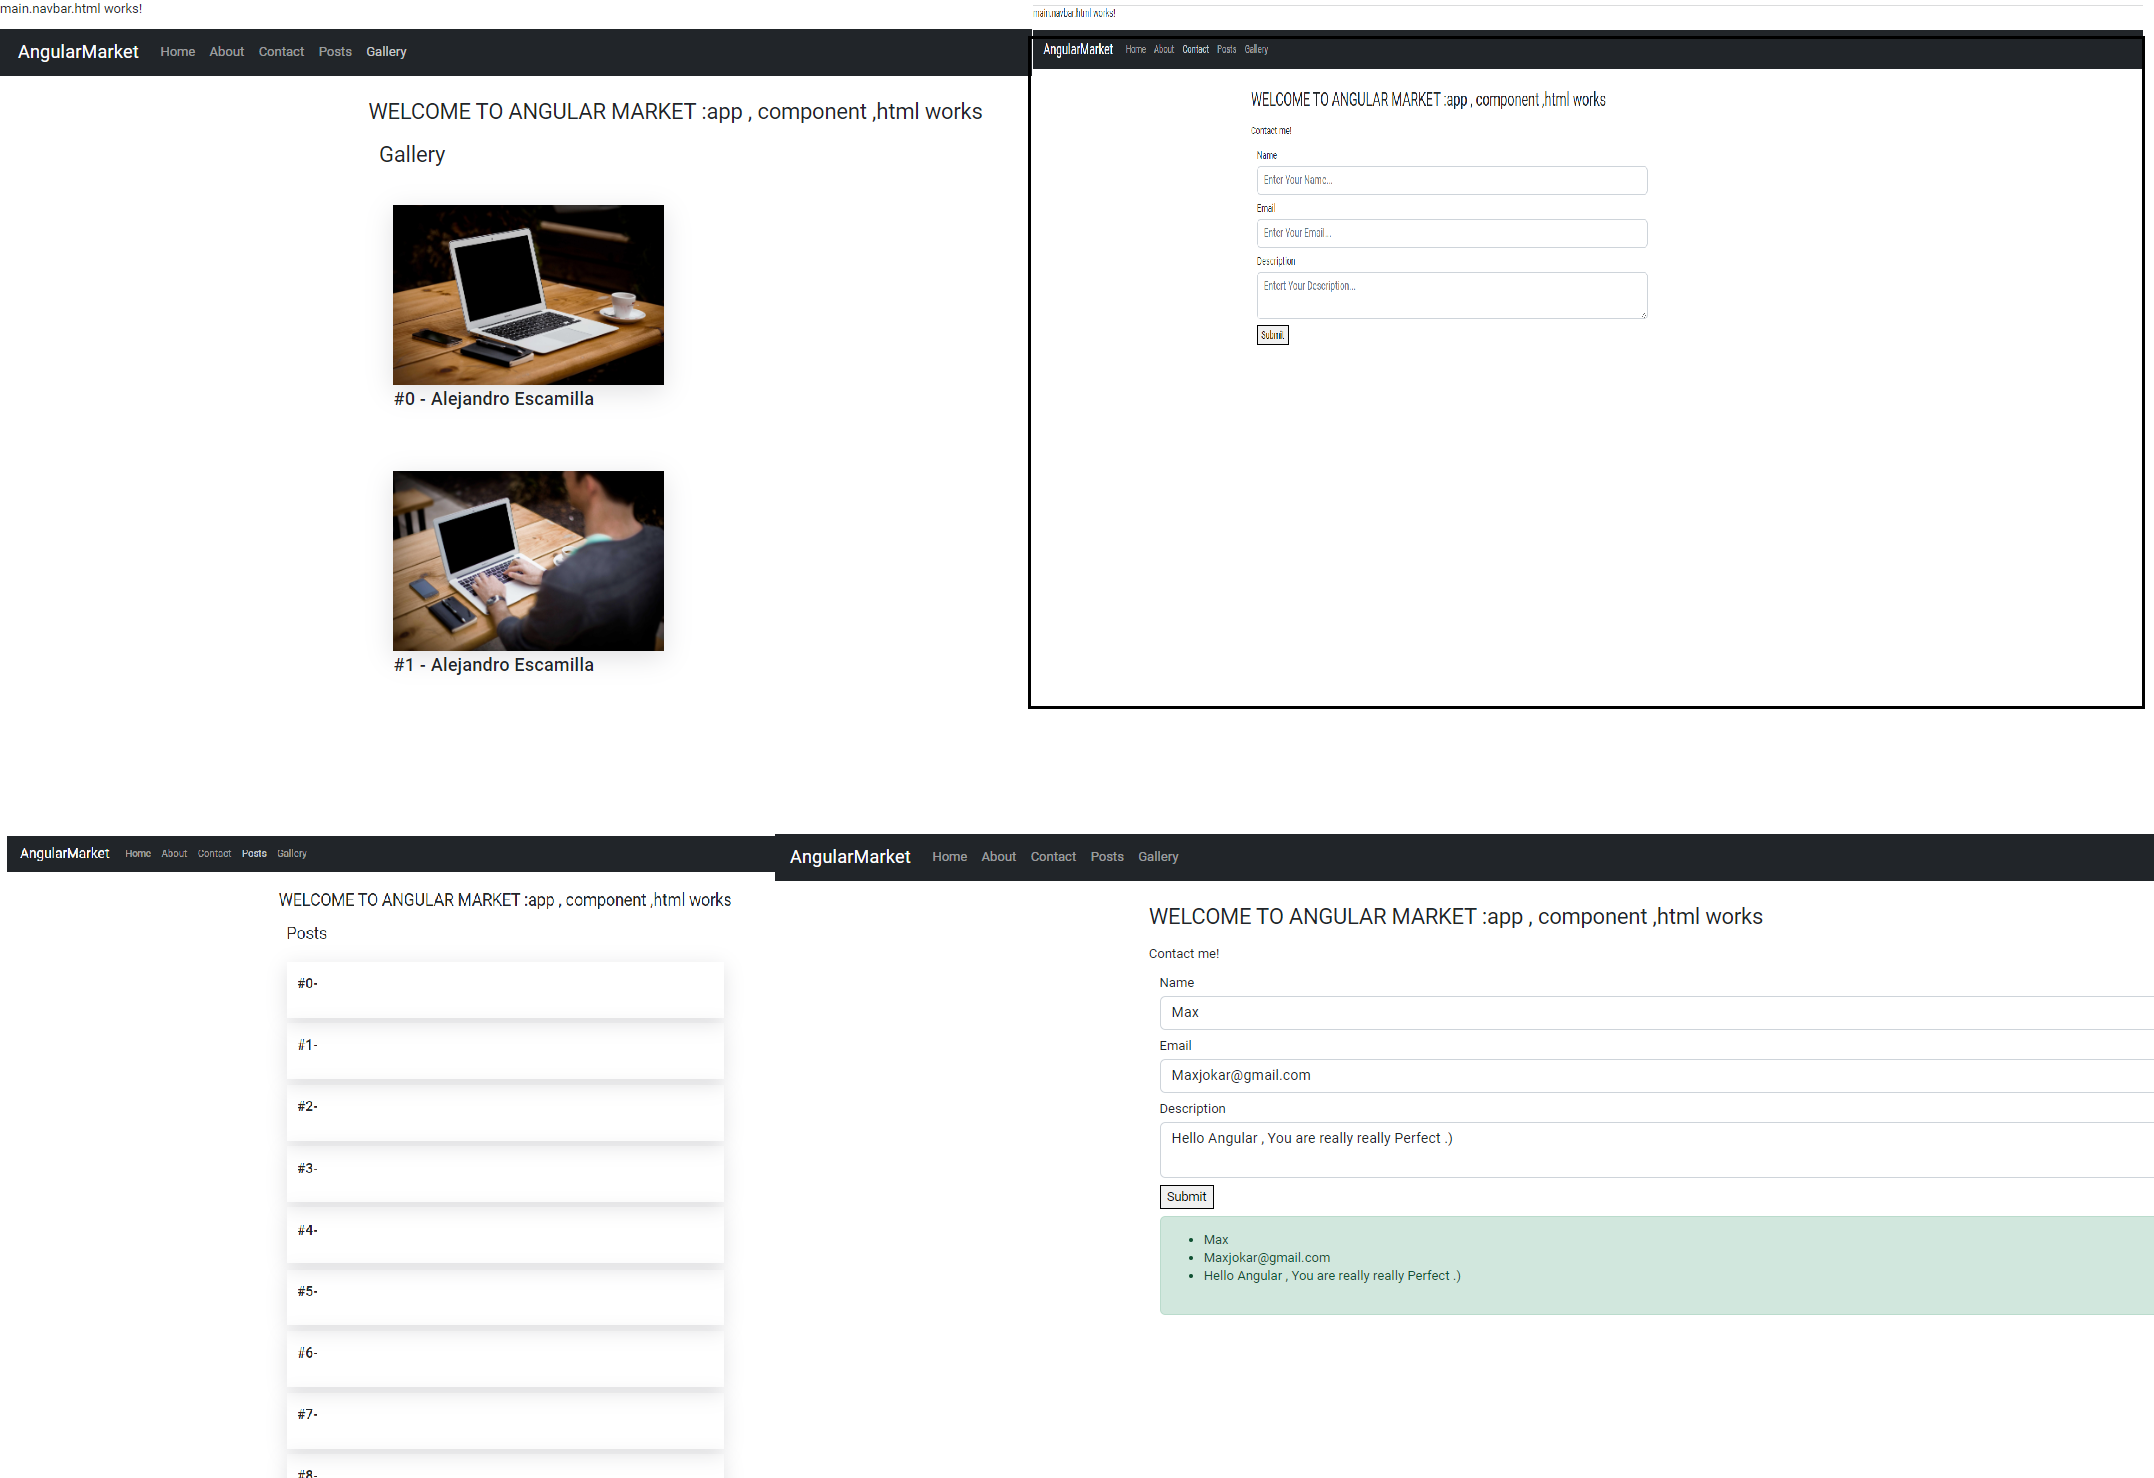 main.navbar.html works!
AngularMarket Home About Contact Posts Gallery
WELCOME TO ANGULAR MARKET :app , component ,html works
Gallery
#0 - Alejandro Escamilla
#1 - Alejandro Escamilla
main.navbar.html works!
AngularMarket Home About Contact Posts Gallery
WELCOME TO ANGULAR MARKET :app , component ,html works
Contact me!
Name
Enter Your Name...
Email
Enter Your Email...
Description
Entert Your Description...
Submit
AngularMarket Home About Contact Posts Gallery
WELCOME TO ANGULAR MARKET :app , component ,html works
Posts
#0-
#1-
#2-
#3-
#4-
#5-
#6-
#7-
#8-
AngularMarket Home About Contact Posts Gallery
WELCOME TO ANGULAR MARKET :app , component ,html works
Contact me!
Name
Max
Email
Maxjokar@gmail.com
Description
Hello Angular , You are really really Perfect .)
Submit
• Max
• Maxjokar@gmail.com
• Hello Angular , You are really really Perfect .)